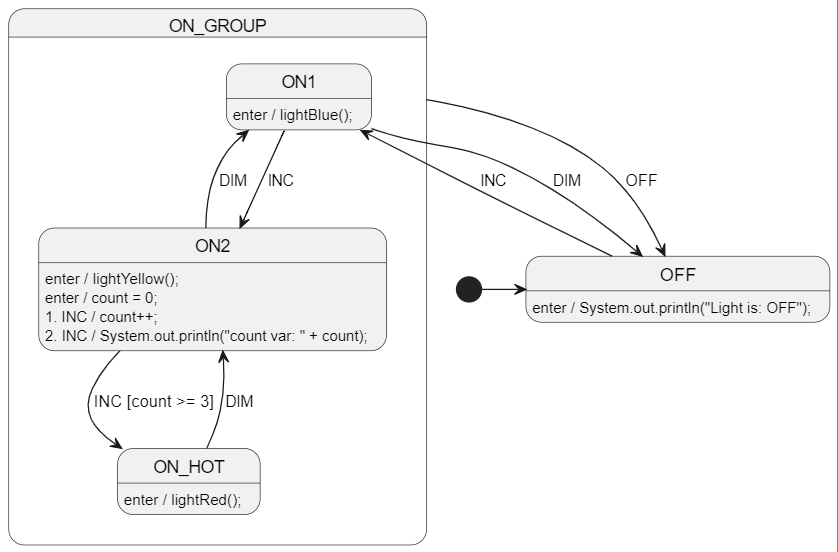 ON_GROUP
ON1
enter / lightBlue();
DIM
INC
INC
DIM
OFF
ON2
enter / lightYellow();
enter / count = 0;
1. INC / count++;
2. INC / System.out.println("count var: " + count);
OFF
enter / System.out.println("Light is: OFF");
INC [count >= 3]
DIM
ON_HOT
enter / lightRed();